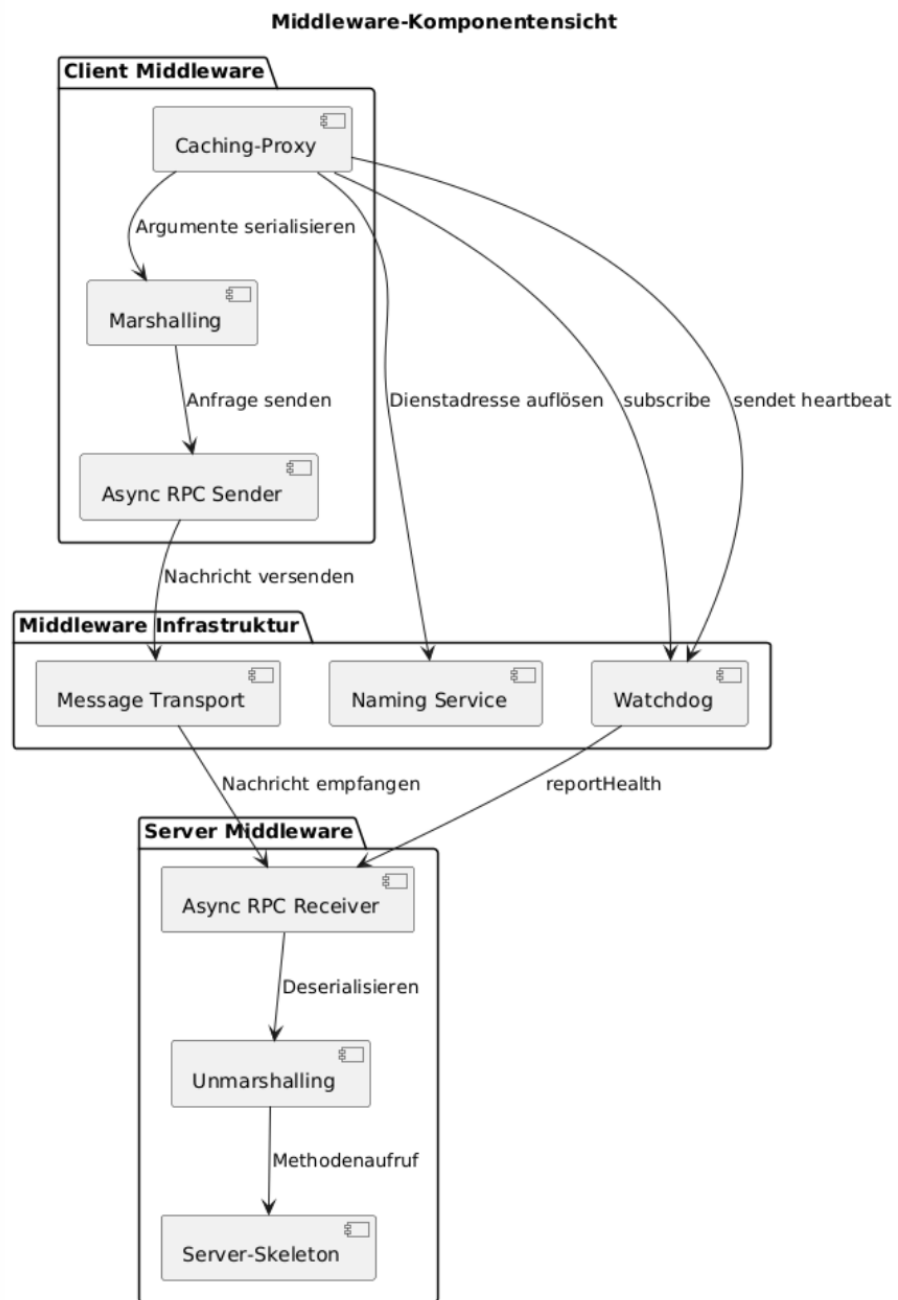 Middleware-Komponentensicht
Client Middleware
Caching-Proxy
Argumente serialisieren
Marshalling
Anfrage senden
Dienstadresse auflösen
subscribe
sendet heartbeat
Async RPC Sender
Nachricht versenden
Middleware Infrastruktur
Message Transport
Naming Service
Watchdog
Nachricht empfangen
reportHealth
Server Middleware
Async RPC Receiver
Deserialisieren
Unmarshalling
Methodenaufruf
Server-Skeleton